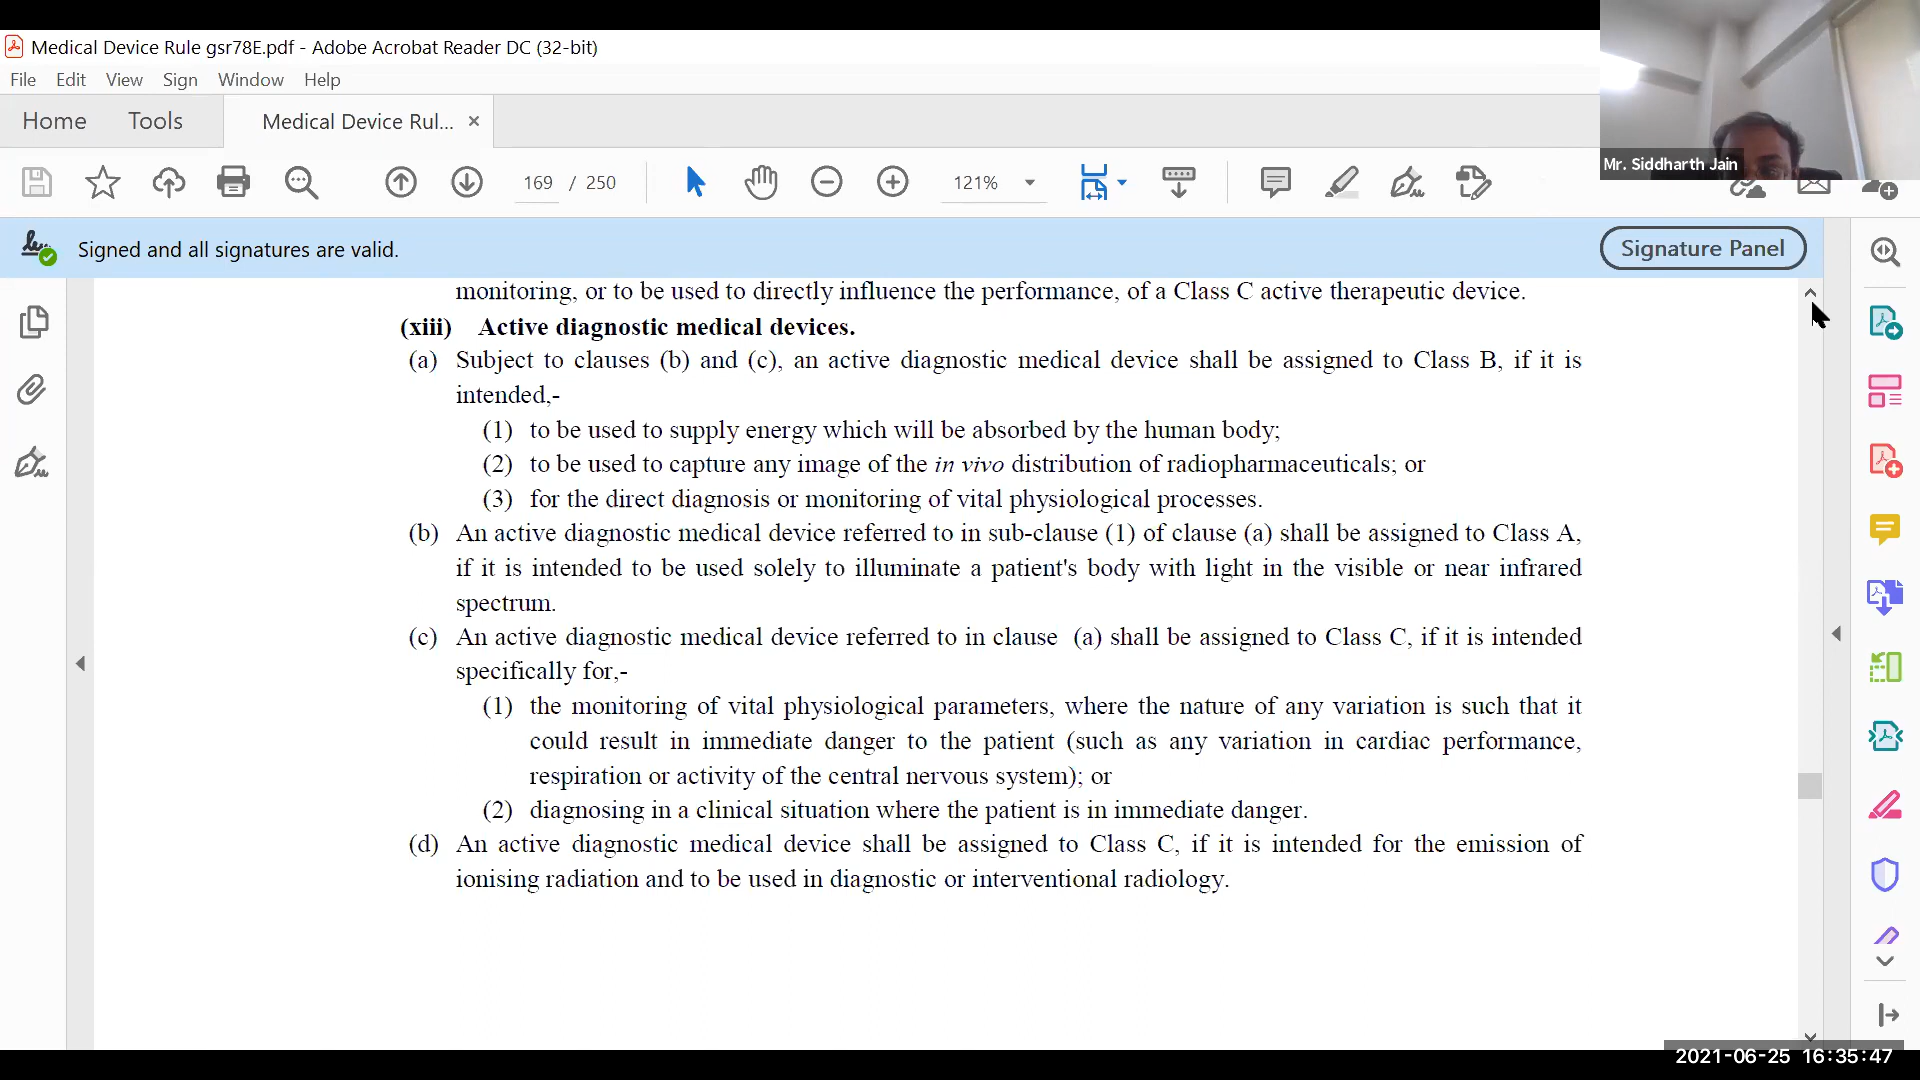 Medical Device Rule gsr78E.pdf - Adobe Acrobat Reader DC (32-bit)
File Edit View Sign Window Help
Home Tools Medical Device Rul... ×
169 / 250 121%
Mr. Siddharth Jain
Signed and all signatures are valid. Signature Panel
monitoring, or to be used to directly influence the performance, of a Class C active therapeutic device.
(xiii) Active diagnostic medical devices.
(a) Subject to clauses (b) and (c), an active diagnostic medical device shall be assigned to Class B, if it is
intended,-
(1) to be used to supply energy which will be absorbed by the human body;
(2) to be used to capture any image of the in vivo distribution of radiopharmaceuticals; or
(3) for the direct diagnosis or monitoring of vital physiological processes.
(b) An active diagnostic medical device referred to in sub-clause (1) of clause (a) shall be assigned to Class A,
if it is intended to be used solely to illuminate a patient's body with light in the visible or near infrared
spectrum.
(c) An active diagnostic medical device referred to in clause (a) shall be assigned to Class C, if it is intended
specifically for,-
(1) the monitoring of vital physiological parameters, where the nature of any variation is such that it
could result in immediate danger to the patient (such as any variation in cardiac performance,
respiration or activity of the central nervous system); or
(2) diagnosing in a clinical situation where the patient is in immediate danger.
(d) An active diagnostic medical device shall be assigned to Class C, if it is intended for the emission of
ionising radiation and to be used in diagnostic or interventional radiology.
2021-06-25 16:35:47